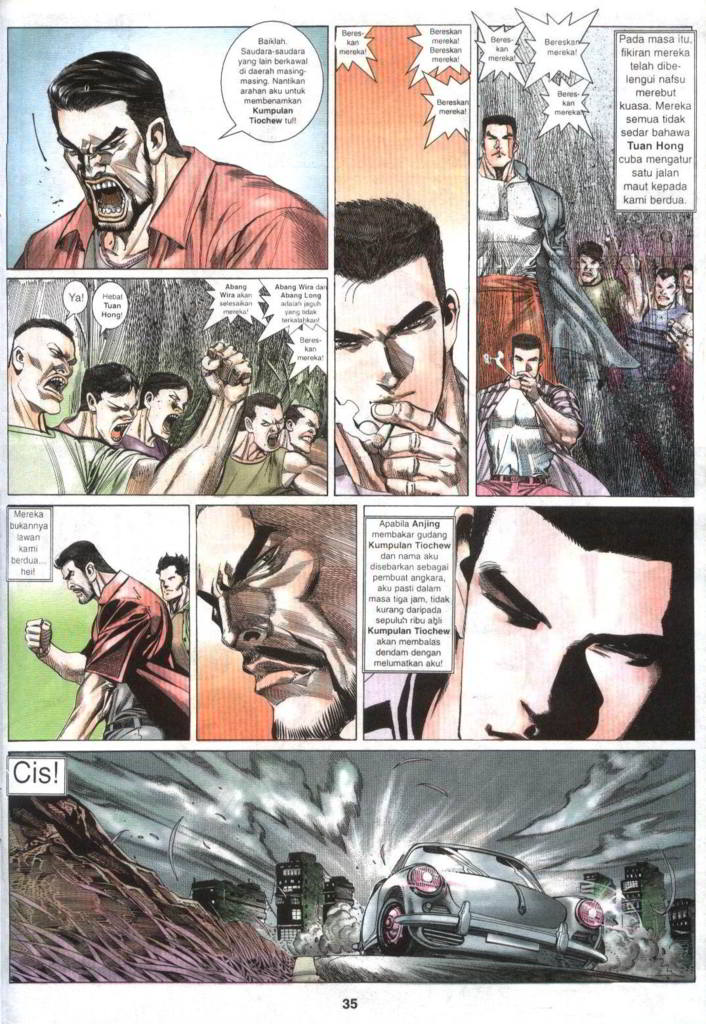 Baiklah.
Saudara-saudara
yang lain berkawal
di daerah masing-
masing. Nantikan
arahan aku untuk
membenamkan
Kumpulan
Tiochew tu!!
Beres-
kan
mereka!
Bereskan
mereka!
Bereskan
mereka!
Bereskan
mereka!
Beres-
kan
mereka!
Bereskan
mereka!
Beres-
kan
mereka!
Pada masa itu,
fikiran mereka
telah dibe-
lengui nafsu
merebut
kuasa. Mereka
semua tidak
sedar bahawa
Tuan Hong
cuba mengatur
satu jalan
maut kepada
kami berdua.
Ya!
Hebat
Tuan
Hong!
Abang
Wira akan
selesaikan
mereka!
Abang Wira dan
Abang Long
adalah jaguh
yang tidak
terkalahkan!
Beres-
kan
mereka!
Mereka
bukannya
lawan
kami
berdua...
hei!
Apabila Anjing
membakar gudang
Kumpulan Tiochew
dan nama aku
disebarkan sebagai
pembuat angkara,
aku pasti dalam
masa tiga jam, tidak
kurang daripada
sepuluh ribu ahli
Kumpulan Tiochew
akan membalas
dendam dengan
melumatkan aku!
Cis!
35